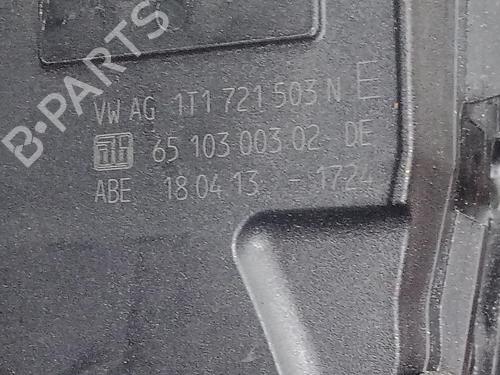 B-PARTS
VW AG 1T1 721 503 N E
65 103 003 02 DE
ABE 18 04 13 - 1724